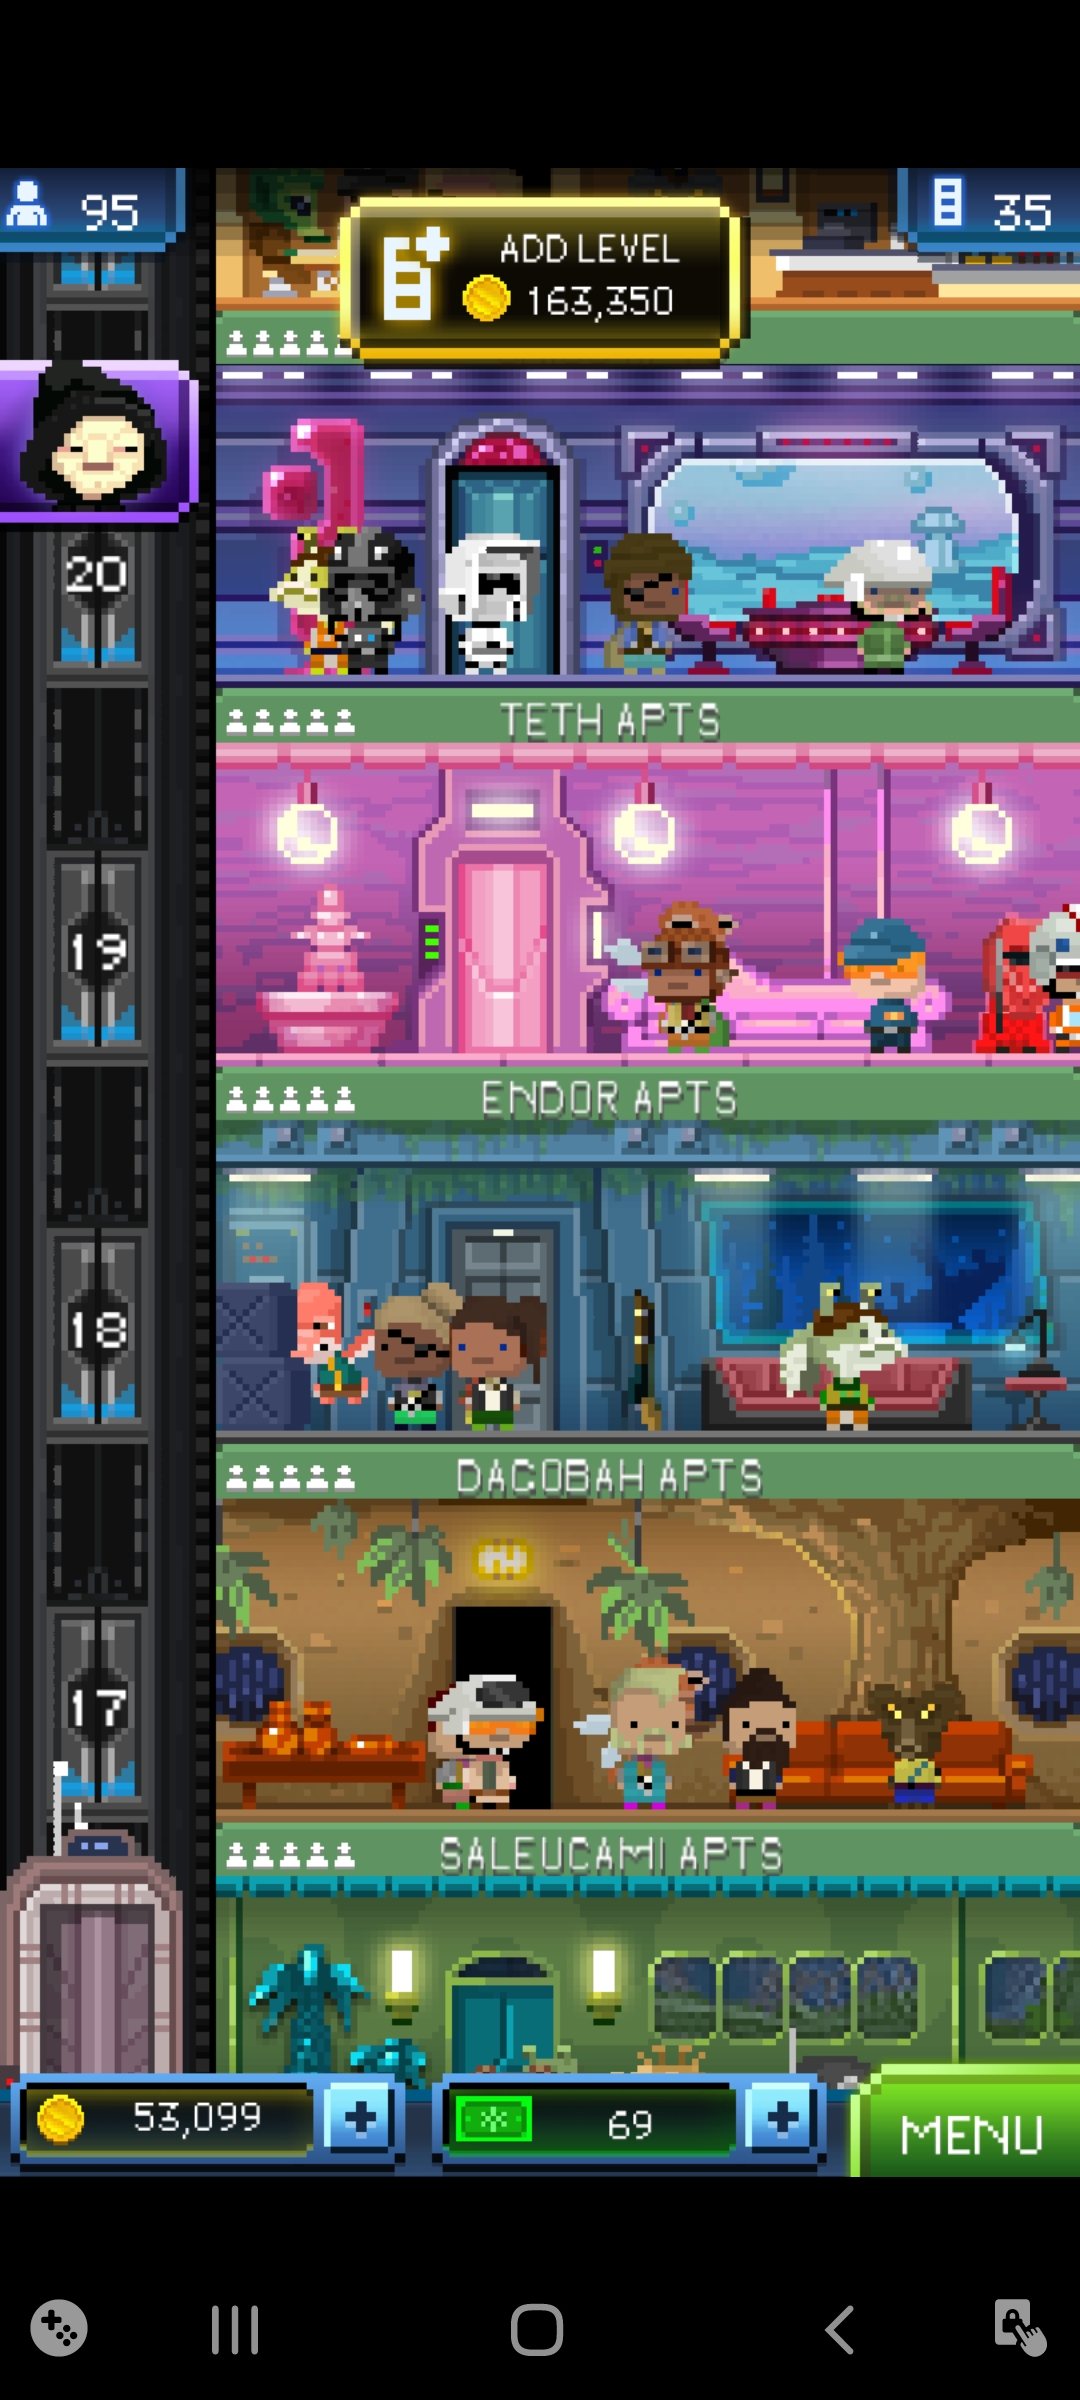 95
35
ADD LEVEL
163,350
20
TETH APTS
19
ENDOR APTS
18
DAGOBAH APTS
17
SALEUCAMI APTS
53,099
69
MENU